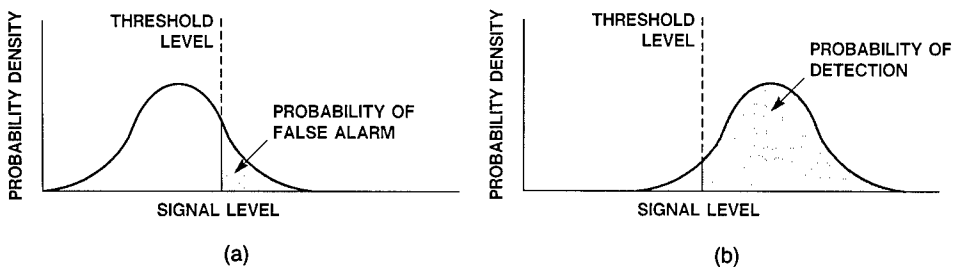 PROBABILITY DENSITY
THRESHOLD
LEVEL
PROBABILITY OF
FALSE ALARM
SIGNAL LEVEL
(a)
PROBABILITY DENSITY
THRESHOLD
LEVEL
PROBABILITY OF
DETECTION
SIGNAL LEVEL
(b)